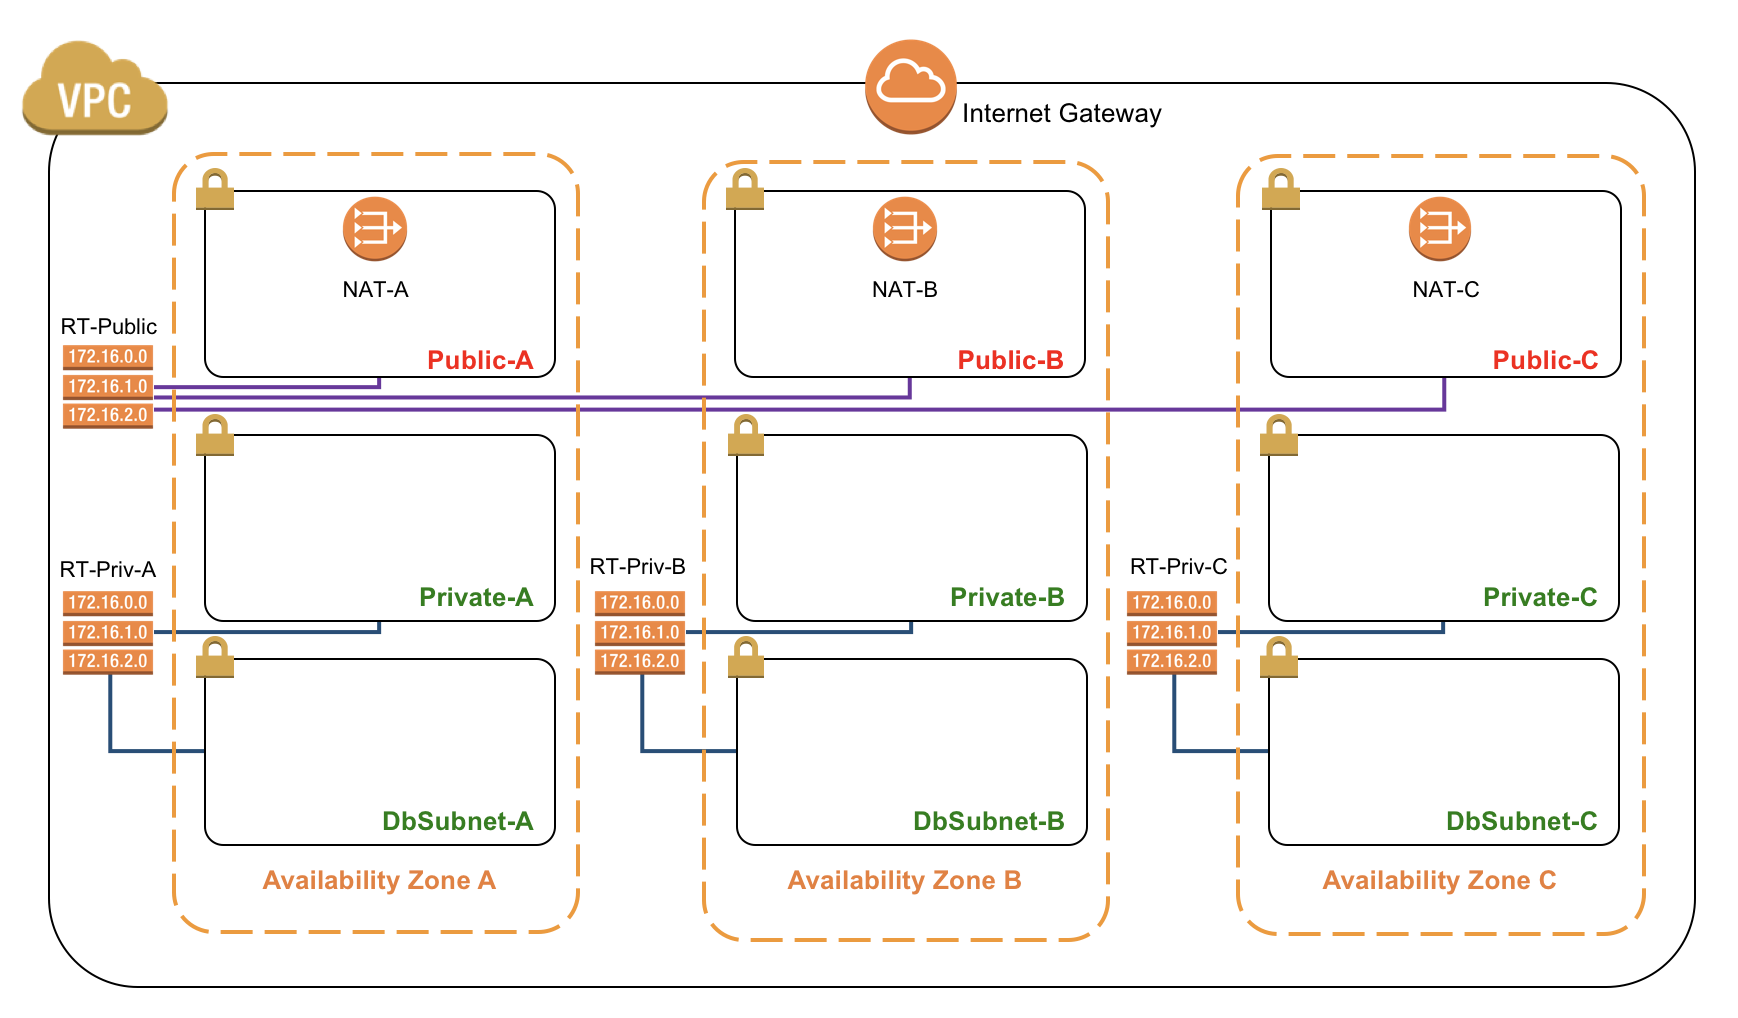 VPC
Internet Gateway
NAT-A
NAT-B
NAT-C
RT-Public
172.16.0.0
172.16.1.0
172.16.2.0
Public-A
Public-B
Public-C
RT-Priv-A
172.16.0.0
172.16.1.0
172.16.2.0
Private-A
RT-Priv-B
172.16.0.0
172.16.1.0
172.16.2.0
Private-B
RT-Priv-C
172.16.0.0
172.16.1.0
172.16.2.0
Private-C
DbSubnet-A
DbSubnet-B
DbSubnet-C
Availability Zone A
Availability Zone B
Availability Zone C